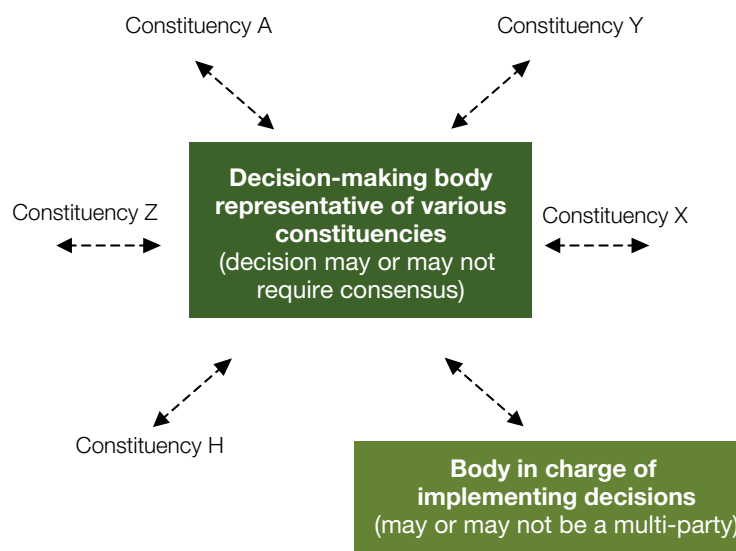 Constituency A
Constituency Y
Decision-making body
representative of various
constituencies
(decision may or may not
require consensus)
Constituency Z
Constituency X
Constituency H
Body in charge of
implementing decisions
(may or may not be a multi-party)